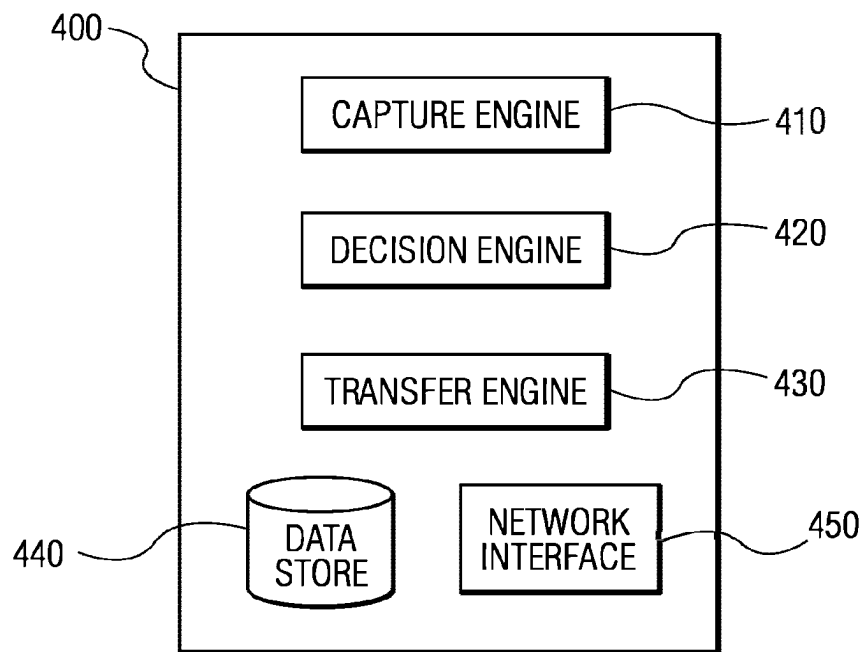 400
CAPTURE ENGINE
410
DECISION ENGINE
420
TRANSFER ENGINE
430
440
DATA
STORE
NETWORK
INTERFACE
450